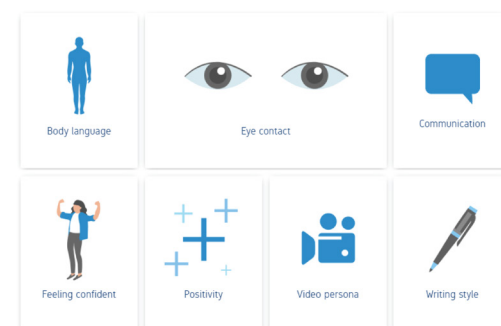 Body language
Eye contact
Communication
Feeling confident
Positivity
Video persona
Writing style